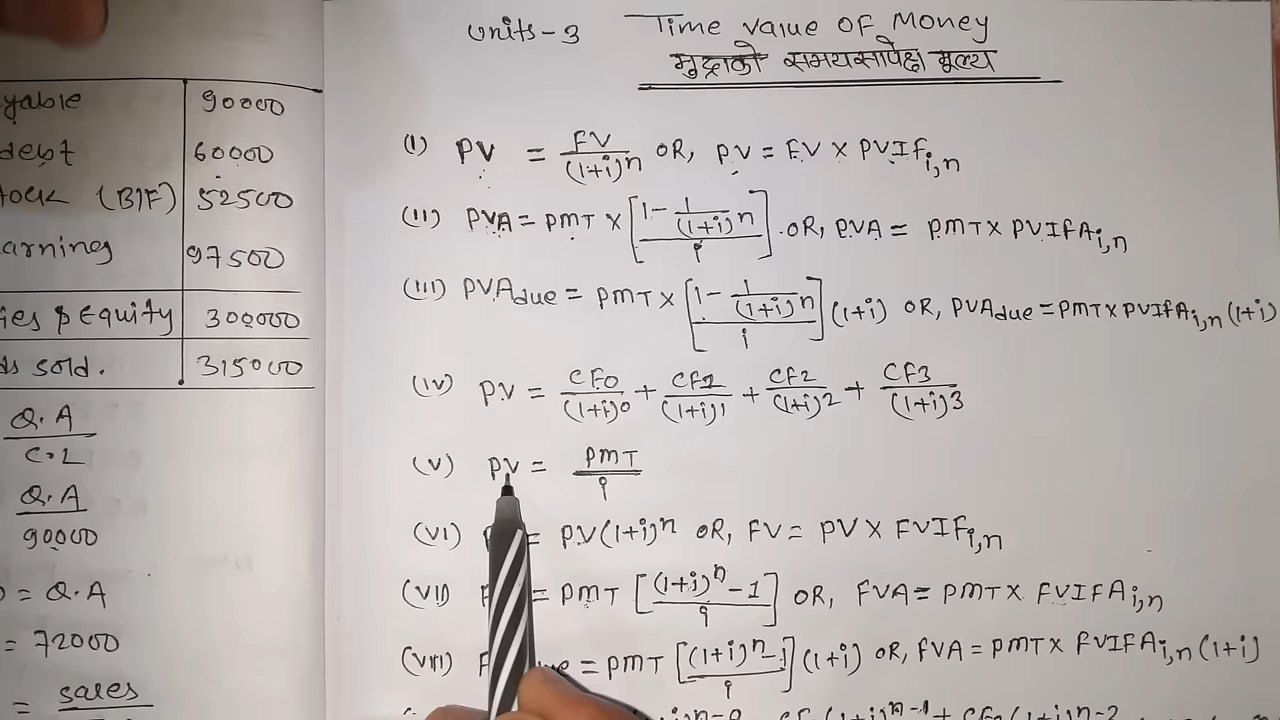 yable 90000
debt 60000
tock (B/F) 52500
arnings 97500
ies & Equity 300000
ds sold. 315000
Q.A
C.L
Q.A
90000
= Q.A
= 72000
= sales
Units-3 Time value OF Money
मुद्राको समयसापेक्ष मूल्य
(i) PV = FV/(1+i)^n OR, PV = FV × PVIFi,n
(ii) PVA = PMT × [1 - 1/(1+i)^n / i] . OR, PVA = PMT × PVIFAi,n
(iii) PVAdue = PMT × [1 - 1/(1+i)^n / i] (1+i) OR, PVAdue = PMT × PVIFAi,n (1+i)
(iv) PV = CF0/(1+i)^0 + CF1/(1+i)^1 + CF2/(1+i)^2 + CF3/(1+i)^3
(v) PV = PMT/i
(vi) = PV(1+i)^n OR, FV = PV × FVIFi,n
(vii) F = PMT [(1+i)^n - 1 / i] OR, FVA = PMT × FVIFAi,n
(viii) F ue = PMT [(1+i)^n - 1 / i] (1+i) OR, FVA = PMT × FVIFAi,n (1+i)